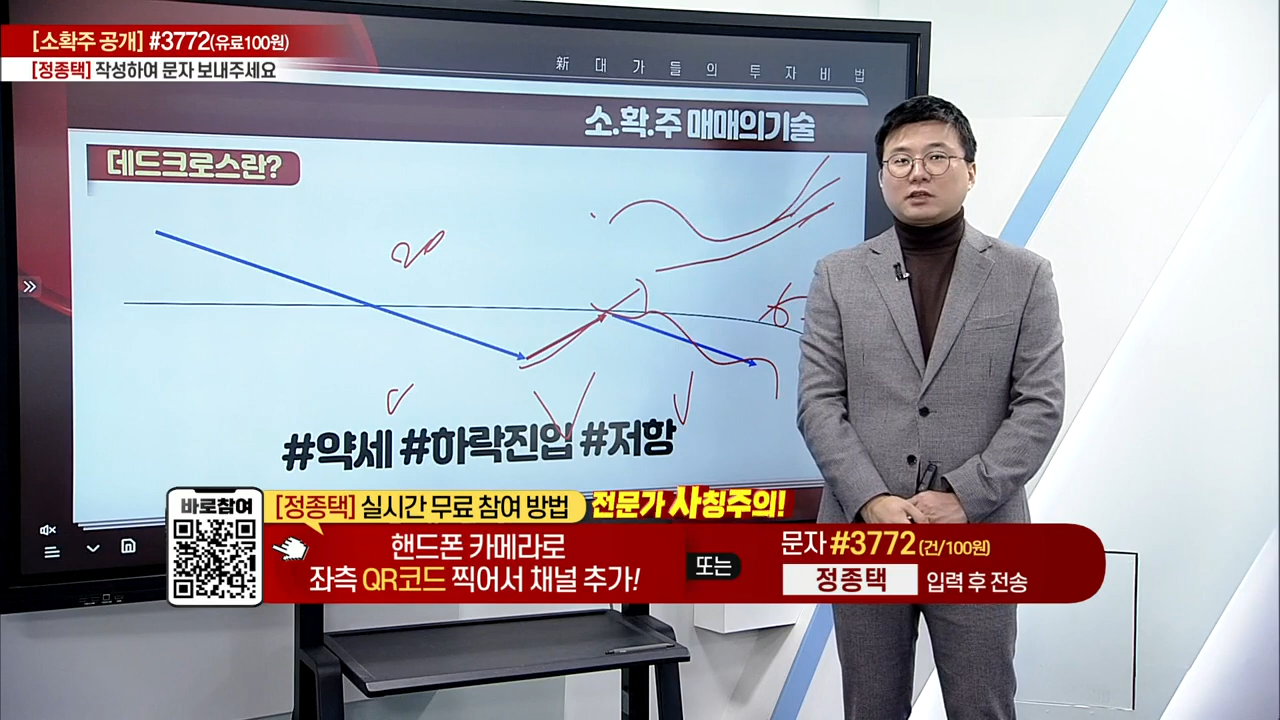 [소확주 공개] #3772(유료100원)
[정종택] 작성하여 문자 보내주세요
新 대 가 들 의 투 자 비 법
소.확.주 매매의기술
데드크로스란?
20
#약세 #하락진입 #저항
바로참여
[정종택] 실시간 무료 참여 방법 전문가 사칭주의!
핸드폰 카메라로
좌측 QR코드 찍어서 채널 추가!
또는
문자 #3772 (건/100원)
정종택 입력 후 전송